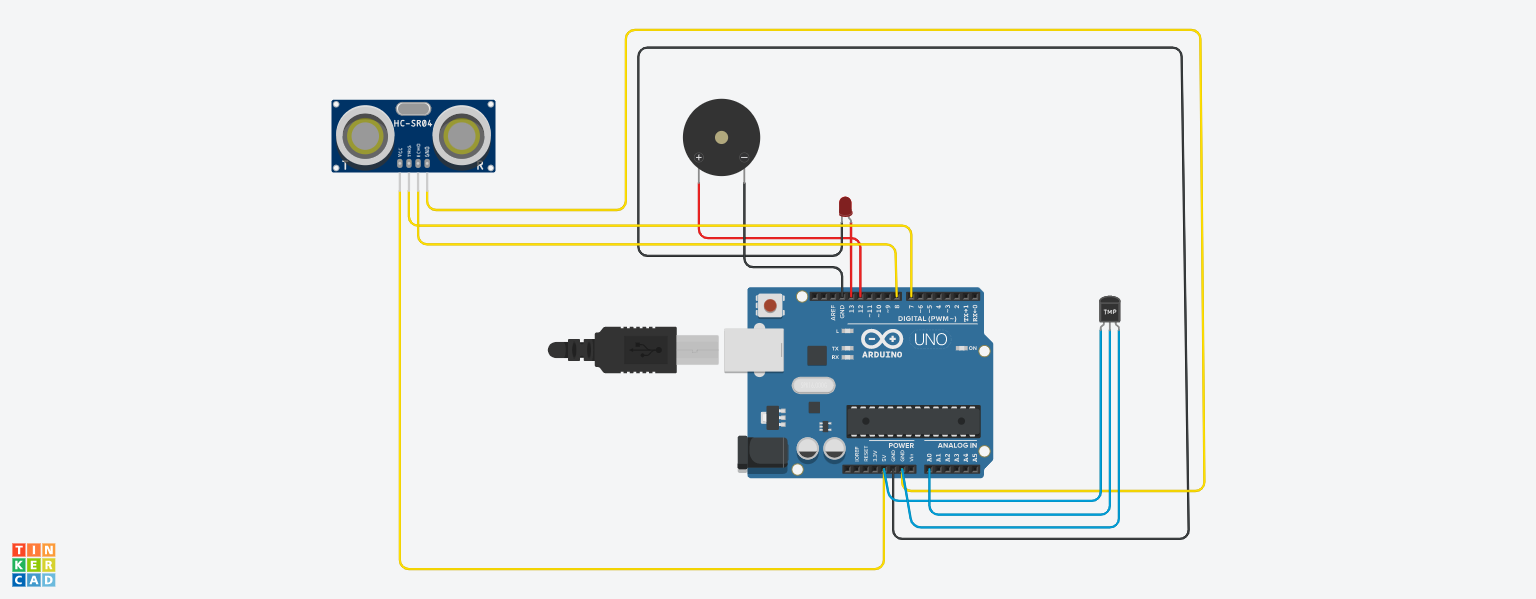 HC-SR04
VCC
TRIG
ECHO
GND
T
R
+
−
AREF
GND
13
12
~11
~10
~9
8
7
~6
~5
4
~3
2
TX→1
RX←0
DIGITAL (PWM~)
L
TX
RX
ARDUINO
UNO
ON
TMP
POWER
ANALOG IN
IOREF
RESET
3.3V
5V
GND
GND
Vin
A0
A1
A2
A3
A4
A5
TIN
KER
CAD